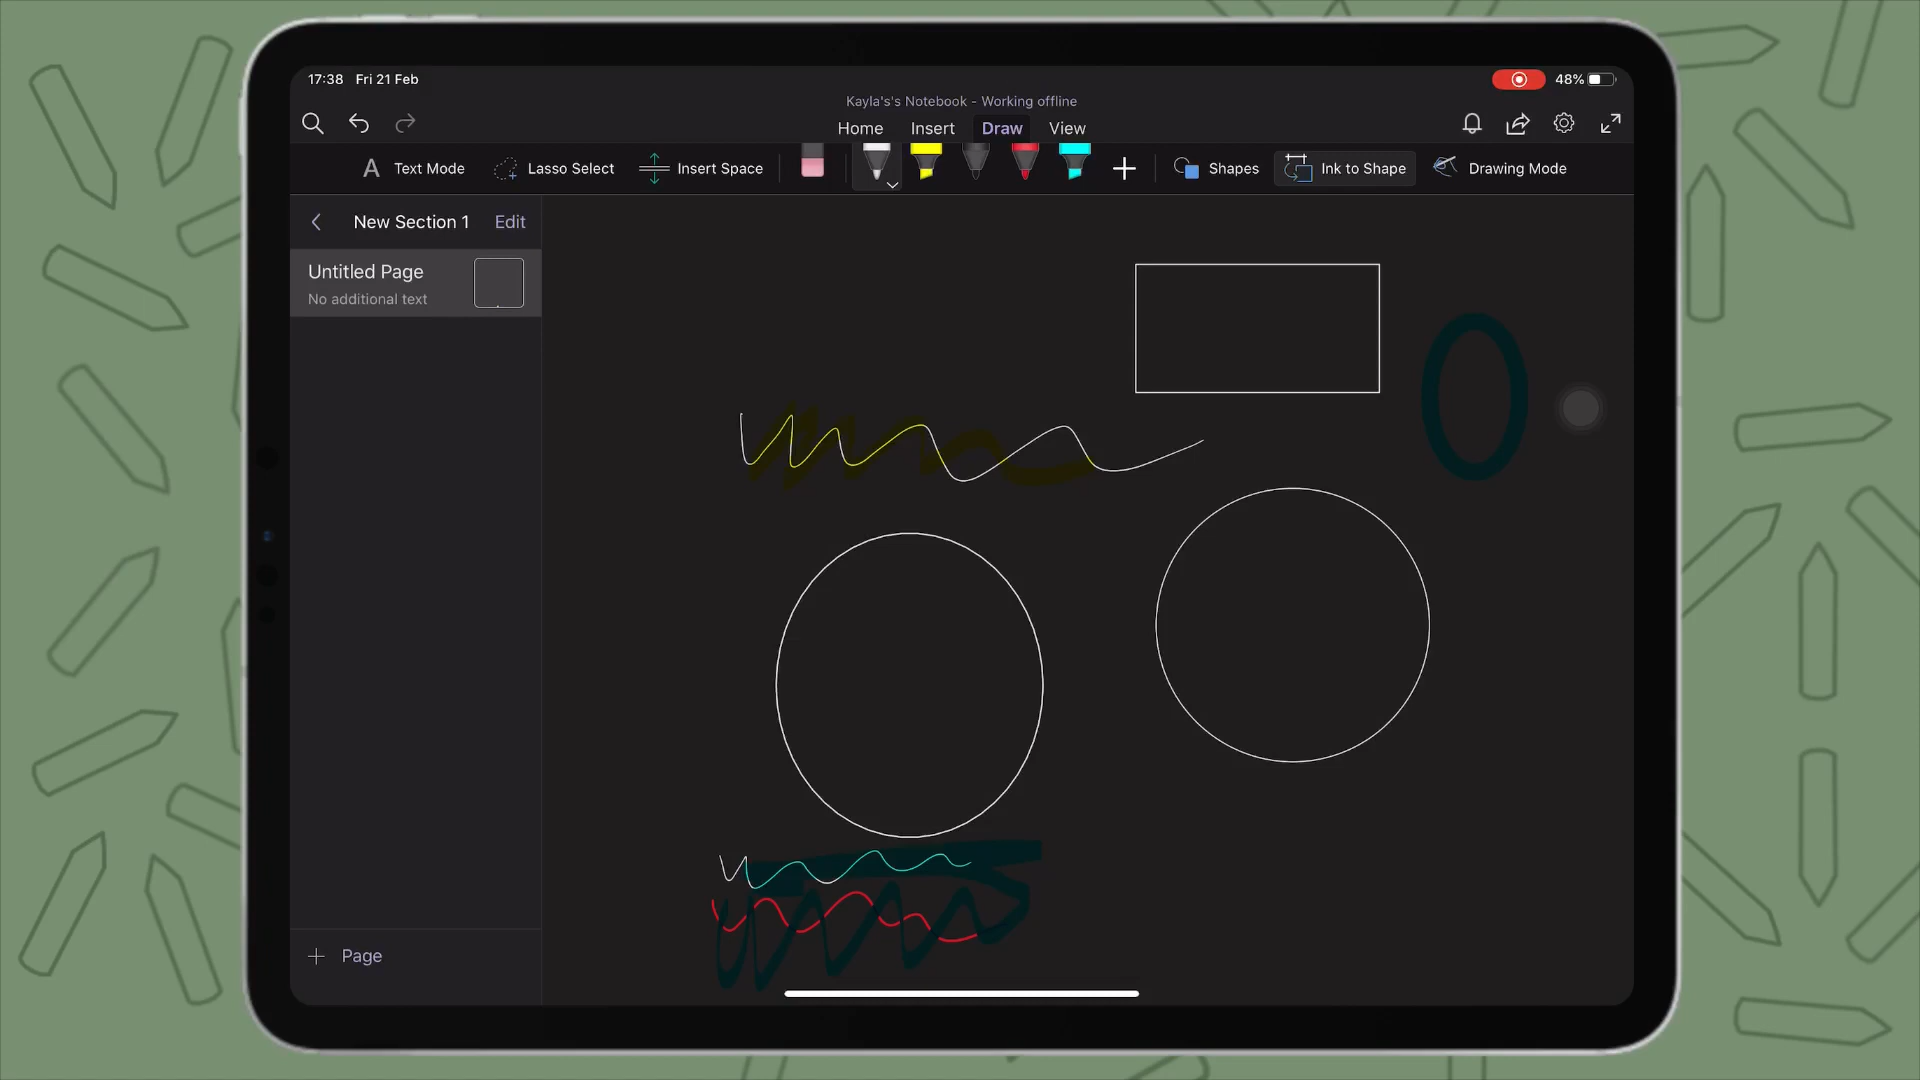 17:38 Fri 21 Feb
48%
Kayla's's Notebook - Working offline
Home Insert Draw View
A Text Mode Lasso Select Insert Space Shapes Ink to Shape Drawing Mode
New Section 1 Edit
Untitled Page
No additional text
+ Page